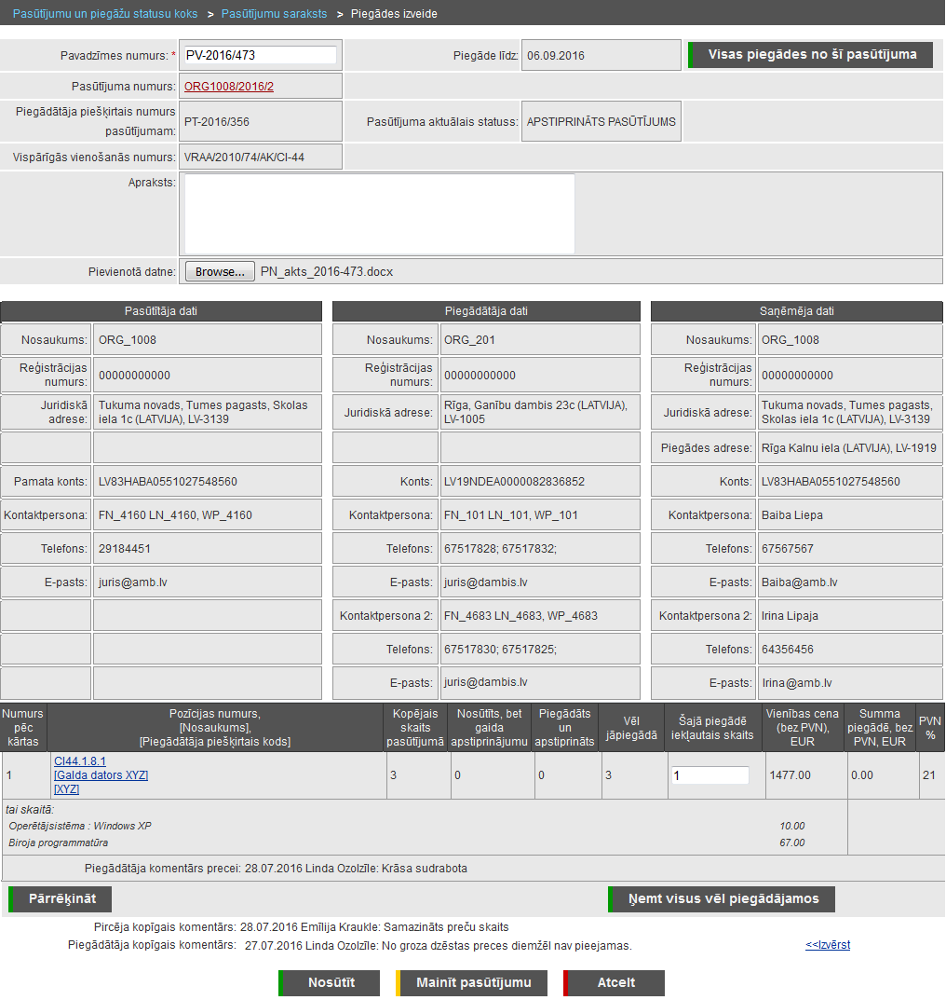 Pasūtījumu un piegāžu statusu koks > Pasūtījumu saraksts > Piegādes izveide
Pavadzīmes numurs: * PV-2016/473 Piegāde līdz: 06.09.2016 Visas piegādes no šī pasūtījuma
Pasūtījuma numurs: ORG1008/2016/2
Piegādātāja piešķirtais numurs
pasūtījumam: PT-2016/356 Pasūtījuma aktuālais statuss: APSTIPRINĀTS PASŪTĪJUMS
Vispārīgās vienošanās numurs: VRAA/2010/74/AK/CI-44
Apraksts:
Pievienotā datne: Browse... PN_akts_2016-473.docx
Pasūtītāja dati Piegādātāja dati Saņēmēja dati
Nosaukums: ORG_1008 Nosaukums: ORG_201 Nosaukums: ORG_1008
Reģistrācijas Reģistrācijas Reģistrācijas
numurs: 00000000000 numurs: 00000000000 numurs: 00000000000
Juridiskā Tukuma novads, Tumes pagasts, Skolas Juridiskā adrese: Rīga, Ganību dambis 23c (LATVIJA), Juridiskā adrese: Tukuma novads, Tumes pagasts,
adrese: iela 1c (LATVIJA), LV-3139 LV-1005 Skolas iela 1c (LATVIJA), LV-3139
Piegādes adrese: Rīga Kalnu iela (LATVIJA), LV-1919
Pamata konts: LV83HABA0551027548560 Konts: LV19NDEA0000082836852 Konts: LV83HABA0551027548560
Kontaktpersona: FN_4160 LN_4160, WP_4160 Kontaktpersona: FN_101 LN_101, WP_101 Kontaktpersona: Baiba Liepa
Telefons: 29184451 Telefons: 67517828; 67517832; Telefons: 67567567
E-pasts: juris@amb.lv E-pasts: juris@dambis.lv E-pasts: Baiba@amb.lv
Kontaktpersona 2: FN_4683 LN_4683, WP_4683 Kontaktpersona 2: Irina Lipaja
Telefons: 67517830; 67517825; Telefons: 64356456
E-pasts: juris@dambis.lv E-pasts: Irina@amb.lv
Numurs Pozīcijas numurs, Kopējais Nosūtīts, bet Piegādāts Vēl Šajā piegādē Vienības cena Summa PVN
pēc [Nosaukums], skaits gaida un jāpiegādā iekļautais skaits (bez PVN), piegādē, bez %
kārtas [Piegādātāja piešķirtais kods] pasūtījumā apstiprinājumu apstiprināts EUR PVN, EUR
CI44.1.8.1
1 [Galda dators XYZ] 3 0 0 3 1 1477.00 0.00 21
[XYZ]
tai skaitā:
Operētājsistēma : Windows XP 10.00
Biroja programmatūra 67.00
Piegādātāja komentārs precei: 28.07.2016 Linda Ozolzīle: Krāsa sudrabota
Pārrēķināt Ņemt visus vēl piegādājamos
Pircēja kopīgais komentārs: 28.07.2016 Emīlija Kraukle: Samazināts preču skaits
Piegādātāja kopīgais komentārs: 27.07.2016 Linda Ozolzīle: No groza dzēstas preces diemžēl nav pieejamas. <<Izvērst
Nosūtīt Mainīt pasūtījumu Atcelt